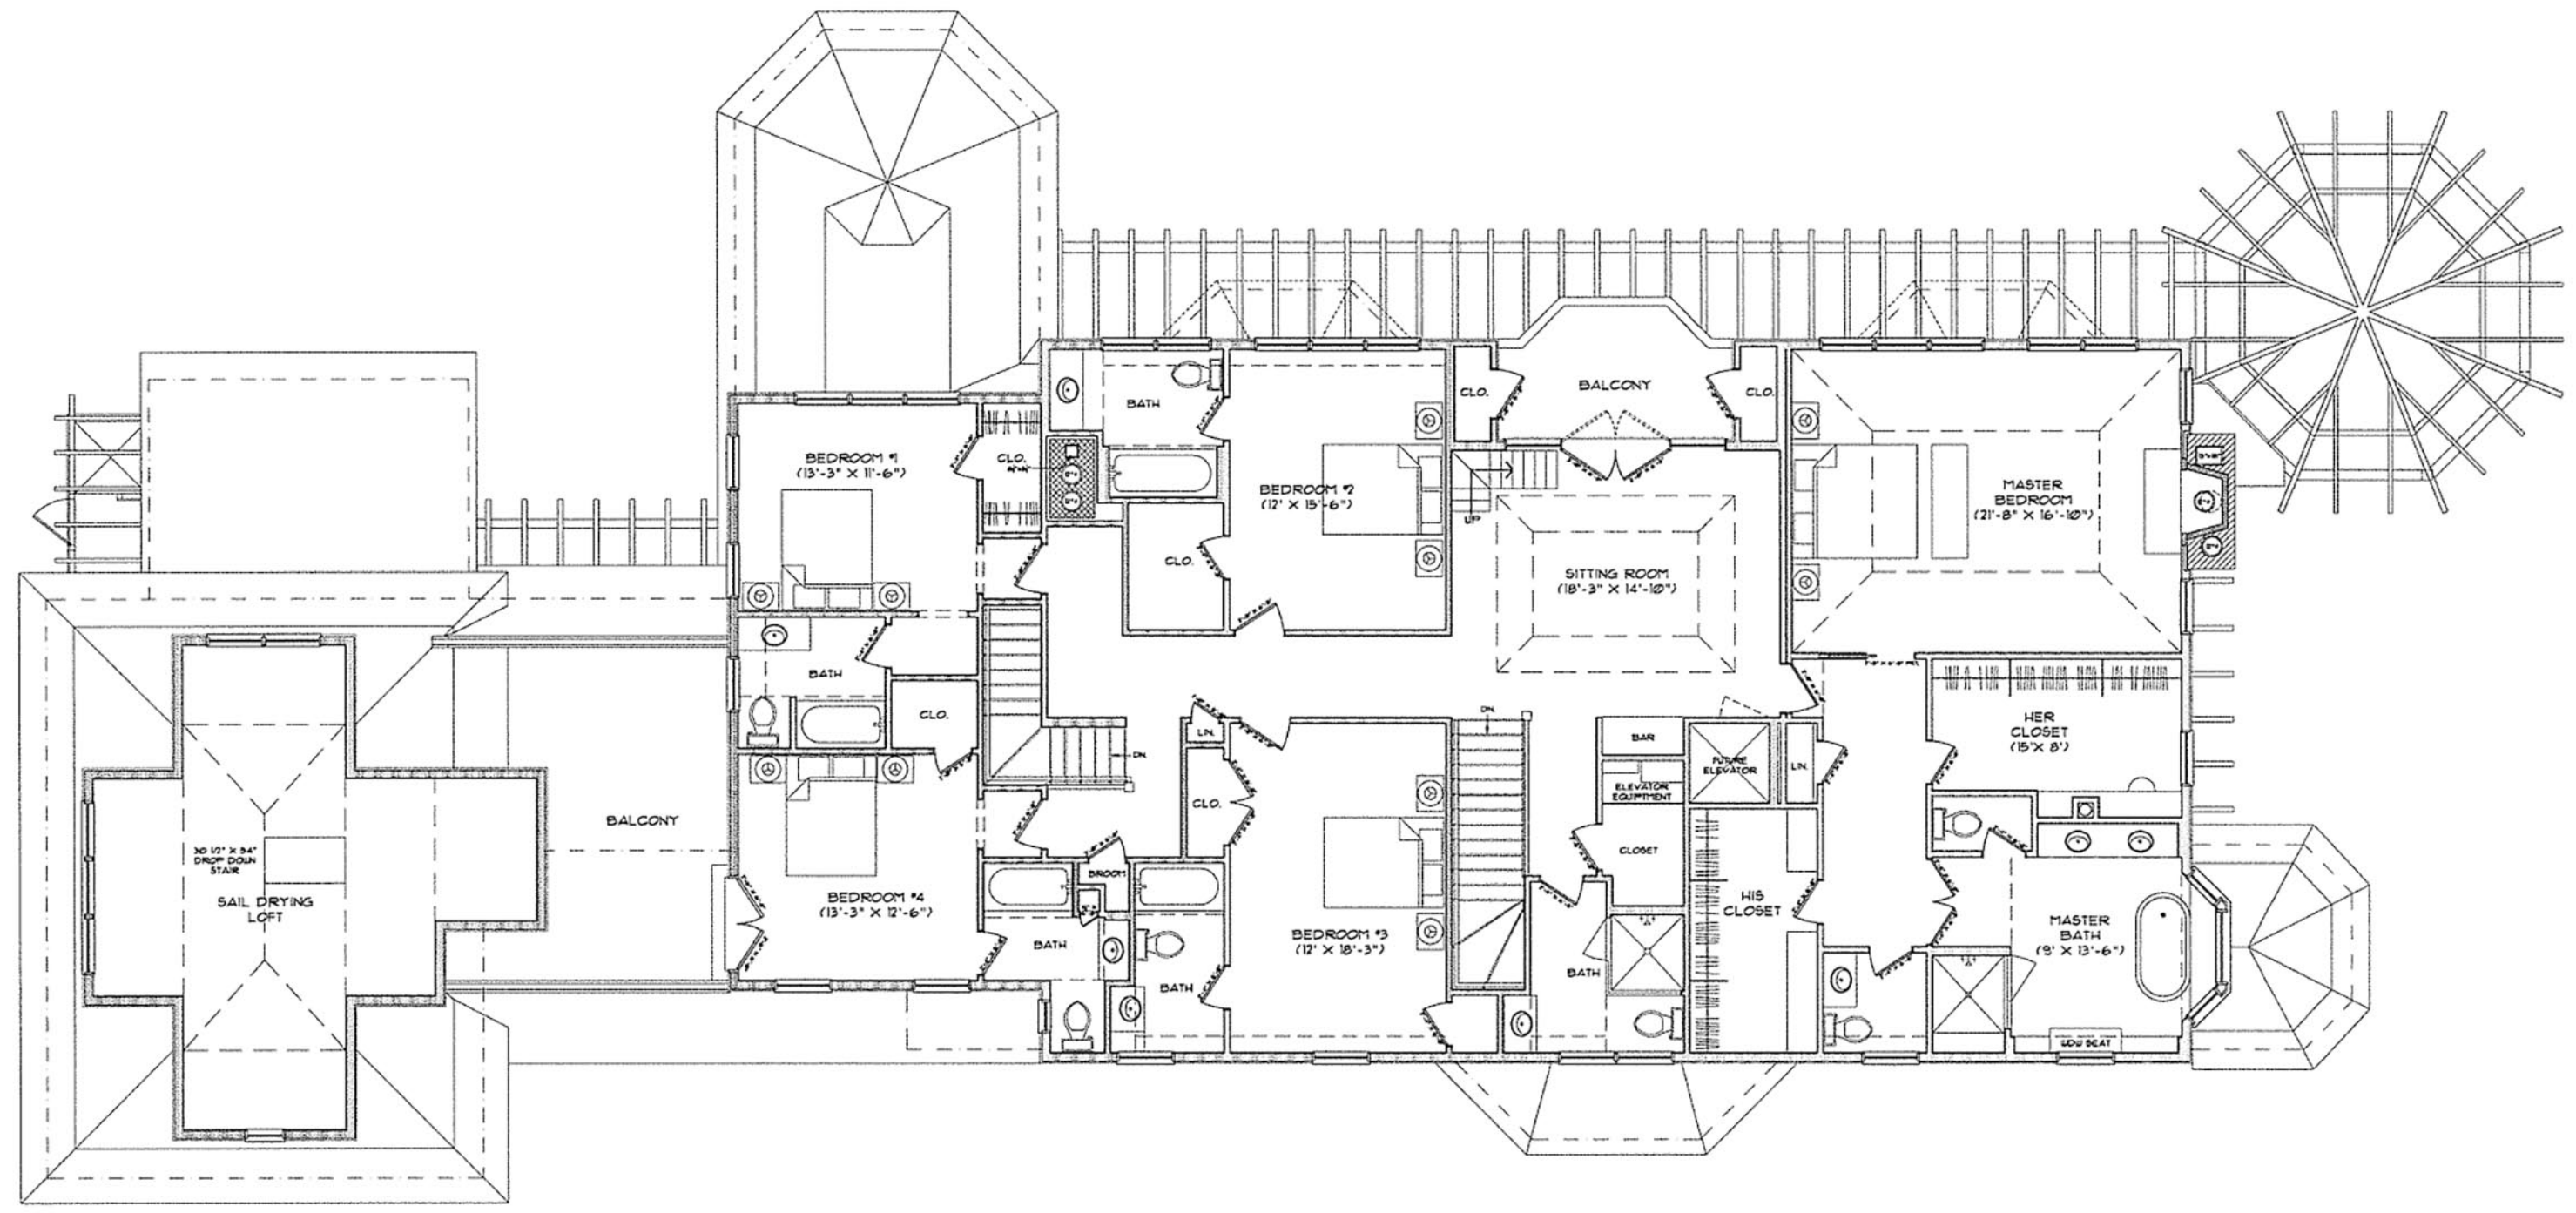 BATH
CLO.
BALCONY
CLO.
BEDROOM #1
(13'-3" X 11'-6")
CLO.
BEDROOM #2
(12' X 15'-6")
MASTER
BEDROOM
(21'-8" X 16'-10")
UP
CLO.
SITTING ROOM
(18'-3" X 14'-10")
BATH
CLO.
HER
CLOSET
(15'X 8')
DN.
LIN.
BAR
DN.
FUTURE
ELEVATOR
LIN.
ELEVATOR
EQUIPTMENT
CLO.
BALCONY
30 1/2" X 54"
DROP DOWN
STAIR
SAIL DRYING
LOFT
CLOSET
BROOM
BEDROOM #4
(13'-3" X 12'-6")
HIS
CLOSET
BATH
BEDROOM #3
(12' X 18'-3")
MASTER
BATH
(9' X 13'-6")
BATH
BATH
LOW SEAT